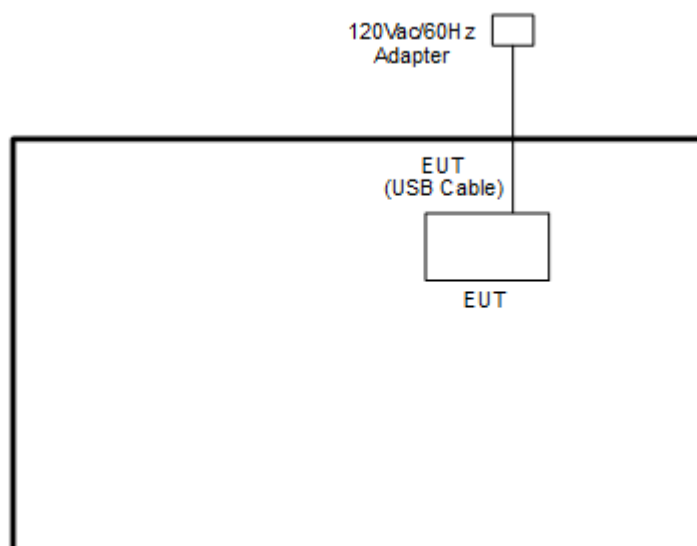 120Vac/60Hz
Adapter
EUT
(USB Cable)
EUT